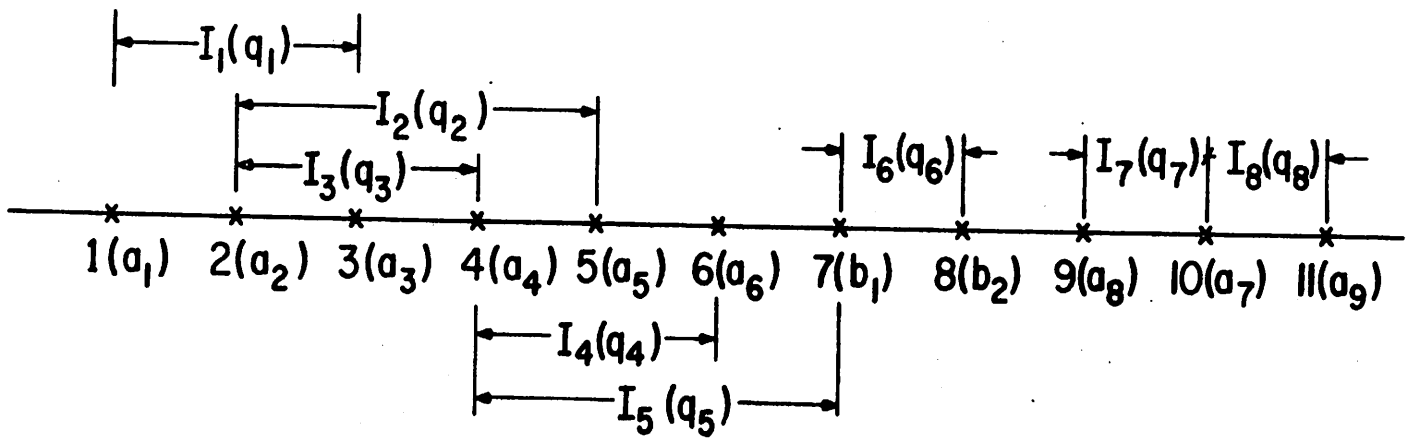 I₁(q₁)
I₂(q₂)
I₃(q₃)
I₆(q₆) I₇(q₇) I₈(q₈)
1(a₁) 2(a₂) 3(a₃) 4(a₄) 5(a₅) 6(a₆) 7(b₁) 8(b₂) 9(a₈) 10(a₇) 11(a₉)
I₄(q₄)
I₅(q₅)